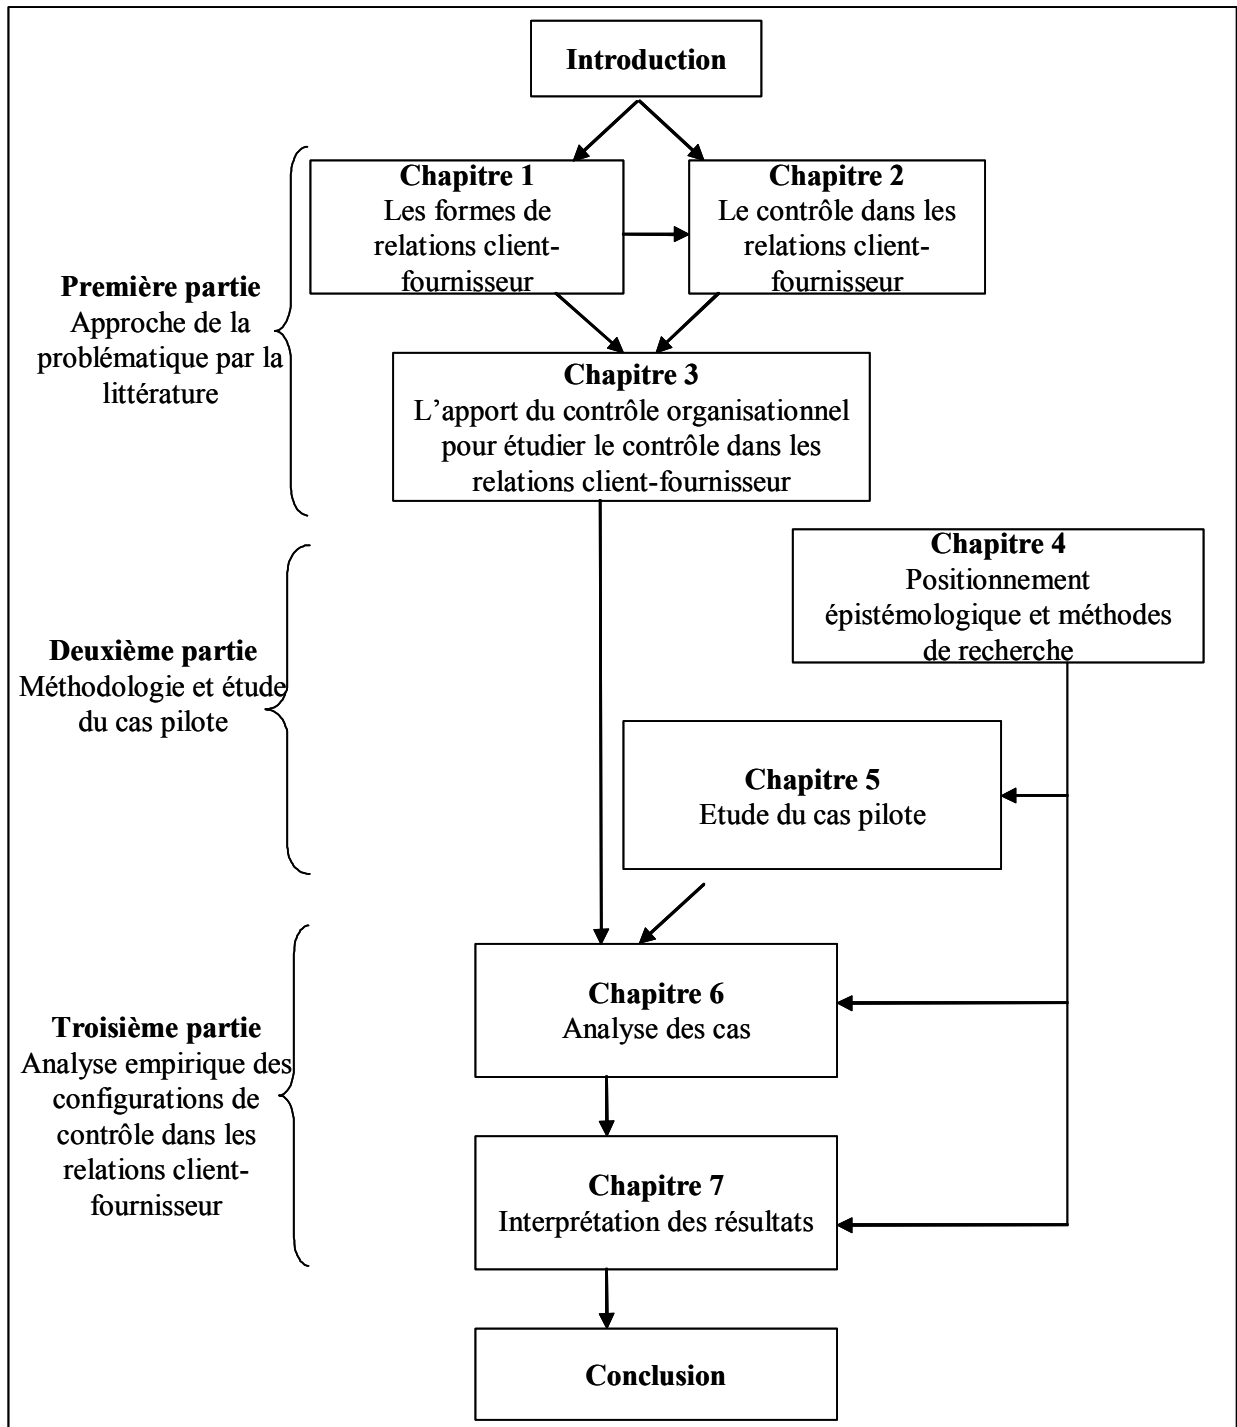 Introduction
Chapitre 1
Les formes de
relations client-
fournisseur
Chapitre 2
Le contrôle dans les
relations client-
fournisseur
Première partie
Approche de la
problématique par la
littérature
Chapitre 3
L'apport du contrôle organisationnel
pour étudier le contrôle dans les
relations client-fournisseur
Chapitre 4
Positionnement
épistémologique et méthodes
de recherche
Deuxième partie
Méthodologie et étude
du cas pilote
Chapitre 5
Etude du cas pilote
Chapitre 6
Analyse des cas
Troisième partie
Analyse empirique des
configurations de
contrôle dans les
relations client-
fournisseur
Chapitre 7
Interprétation des résultats
Conclusion